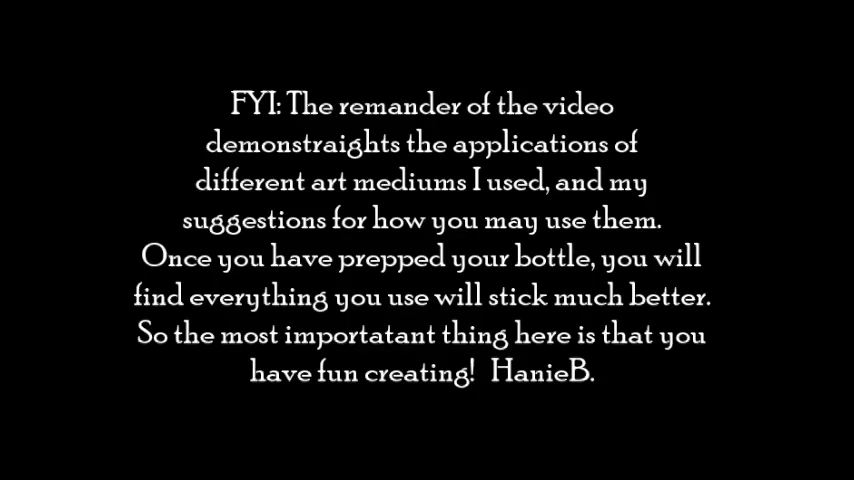 FYI: The remander of the video
demonstraights the applications of
different art mediums I used, and my
suggestions for how you may use them.
Once you have prepped your bottle, you will
find everything you use will stick much better.
So the most importatant thing here is that you
have fun creating!   HanieB.